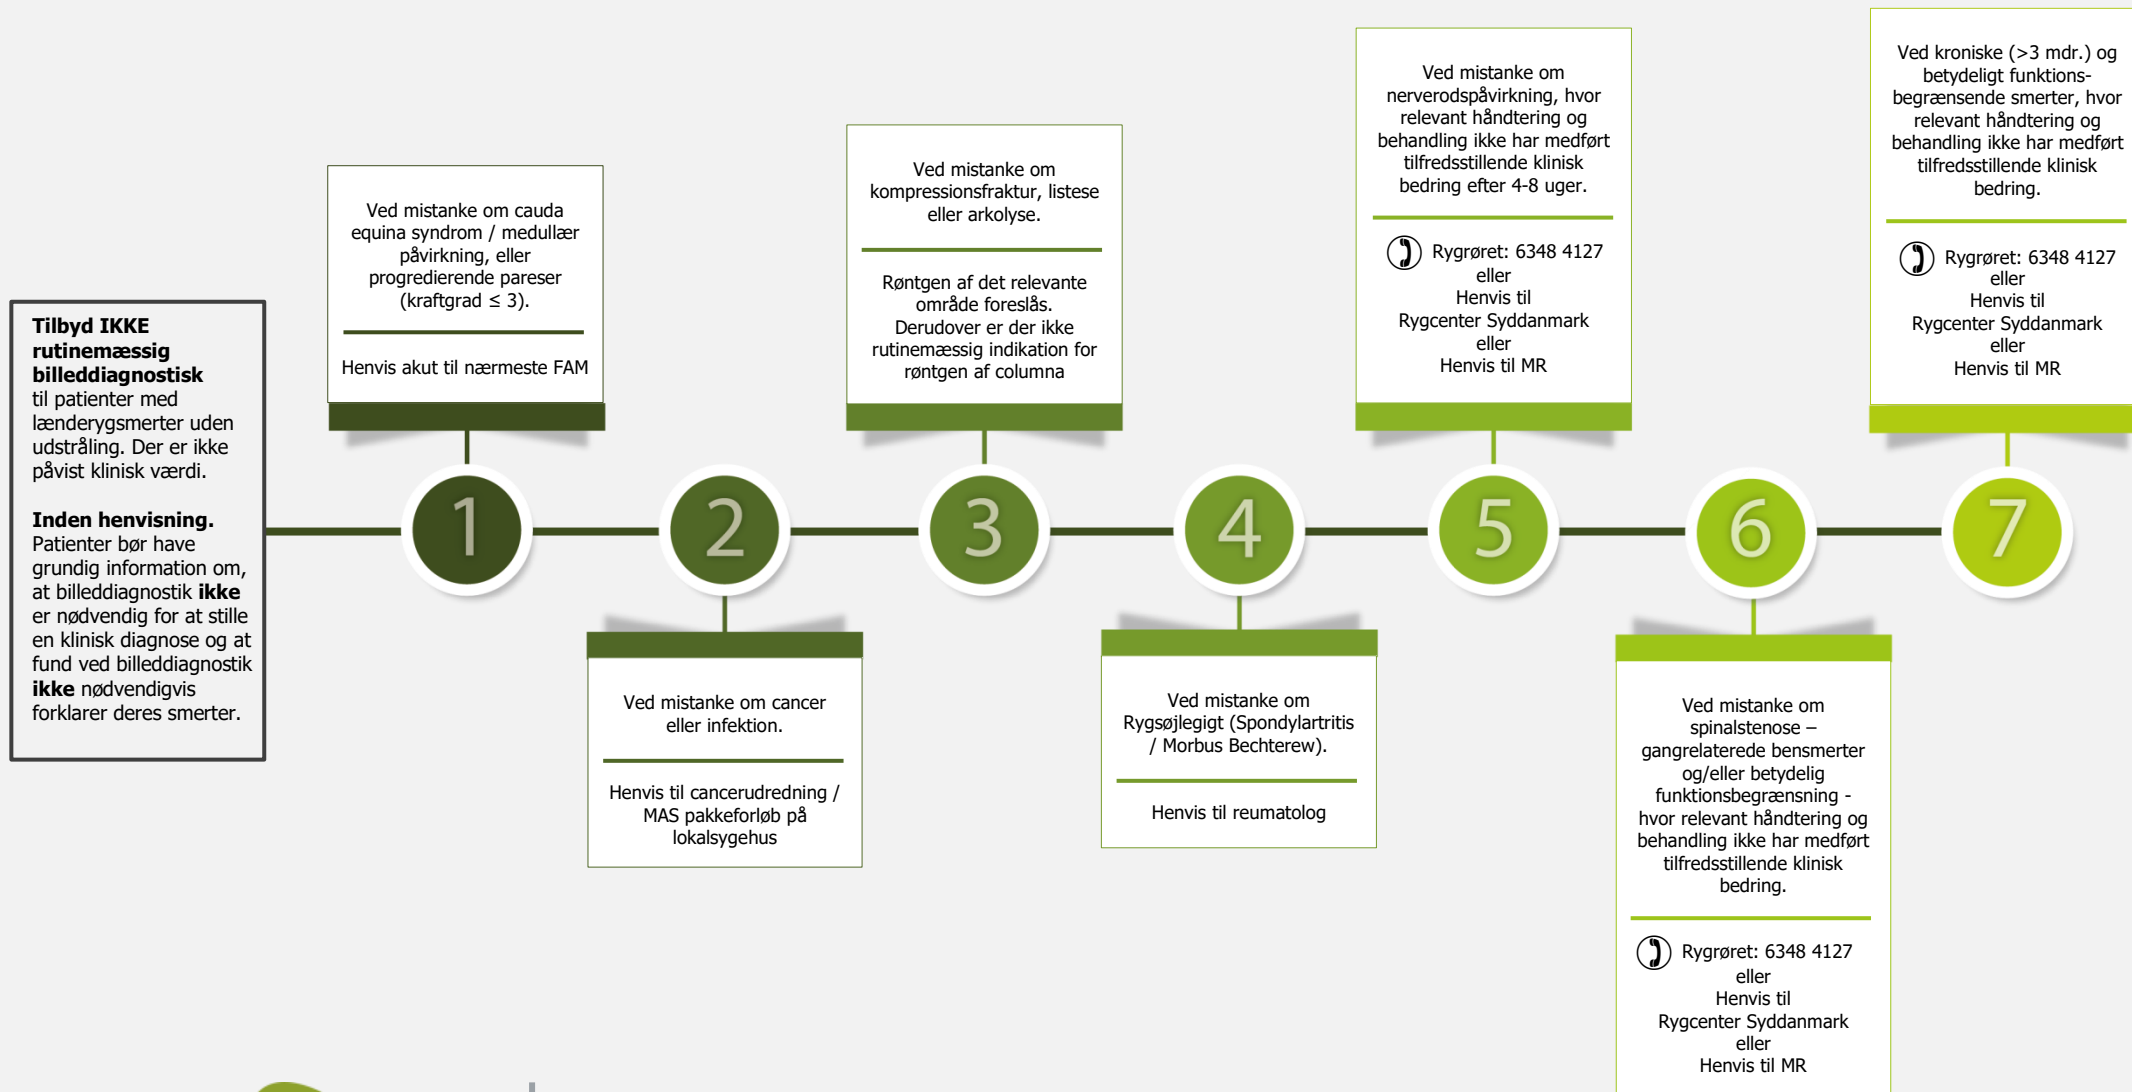 Tilbyd IKKE
rutinemæssig
billeddiagnostisk
til patienter med
lænderygsmerter uden
udstråling. Der er ikke
påvist klinisk værdi.
Inden henvisning.
Patienter bør have
grundig information om,
at billeddiagnostik ikke
er nødvendig for at stille
en klinisk diagnose og at
fund ved billeddiagnostik
ikke nødvendigvis
forklarer deres smerter.
Ved mistanke om cauda
equina syndrom / medullær
påvirkning, eller
progredierende pareser
(kraftgrad ≤ 3).
Henvis akut til nærmeste FAM
1
2
Ved mistanke om cancer
eller infektion.
Henvis til cancerudredning /
MAS pakkeforløb på
lokalsygehus
Ved mistanke om
kompressionsfraktur, listese
eller arkolyse.
Røntgen af det relevante
område foreslås.
Derudover er der ikke
rutinemæssig indikation for
røntgen af columna
3
4
Ved mistanke om
Rygsøjlegigt (Spondylartritis
/ Morbus Bechterew).
Henvis til reumatolog
Ved mistanke om
nerverodspåvirkning, hvor
relevant håndtering og
behandling ikke har medført
tilfredsstillende klinisk
bedring efter 4-8 uger.
Rygrøret: 6348 4127
eller
Henvis til
Rygcenter Syddanmark
eller
Henvis til MR
5
6
Ved mistanke om
spinalstenose –
gangrelaterede bensmerter
og/eller betydelig
funktionsbegrænsning -
hvor relevant håndtering og
behandling ikke har medført
tilfredsstillende klinisk
bedring.
Rygrøret: 6348 4127
eller
Henvis til
Rygcenter Syddanmark
eller
Henvis til MR
Ved kroniske (>3 mdr.) og
betydeligt funktions-
begrænsende smerter, hvor
relevant håndtering og
behandling ikke har medført
tilfredsstillende klinisk
bedring.
Rygrøret: 6348 4127
eller
Henvis til
Rygcenter Syddanmark
eller
Henvis til MR
7